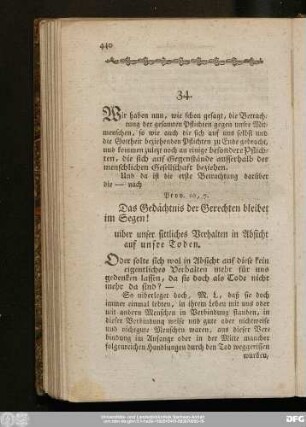 440
34.
Wir haben nun, wie schon gesagt, die Betrach-
tung der gesamten Pflichten gegen unsre Mit-
menschen, so wie auch die sich auf uns selbst und
die Gottheit beziehenden Pflichten zu Ende gebracht,
und kommen zulezt noch an einige besondere Pflich-
ten, die sich auf Gegenstände ausserhalb der
menschlichen Gesellschaft beziehen.
Und da ist die erste Betrachtung darüber
die — nach
Prov. 10, 7.
Das Gedächtnis der Gerechten bleibet
im Segen!
über unser sittliches Verhalten in Absicht
auf unsre Toden.
Oder solte sich wol in Absicht auf diese kein
eigentliches Verhalten mehr für uns
gedenken lassen, da sie doch als Tode nicht
mehr da sind? —
So überleget doch, M. L. daß sie doch
immer einmal lebten, in ihrem Leben mit uns oder
mit andern Menschen in Verbindung standen, in
dieser Verbindung weise und gute oder nichtweise
und nichtgute Menschen waren, aus dieser Ver-
bindung im Anfange oder in der Mitte mancher
folgenreichen Handlungen durch den Tod weggerissen
wurden,